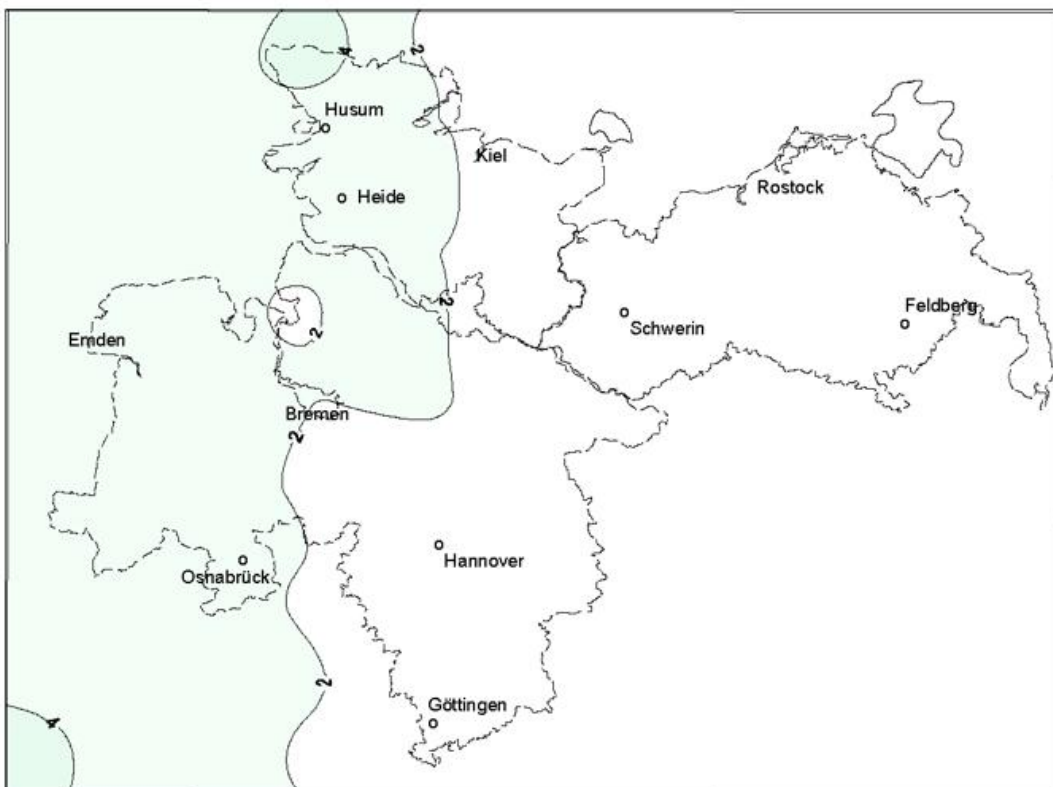 4
2
Husum
Kiel
Heide
Rostock
2
2
Feldberg
Schwerin
Emden
Bremen
2
Hannover
Osnabrück
2
Göttingen
4